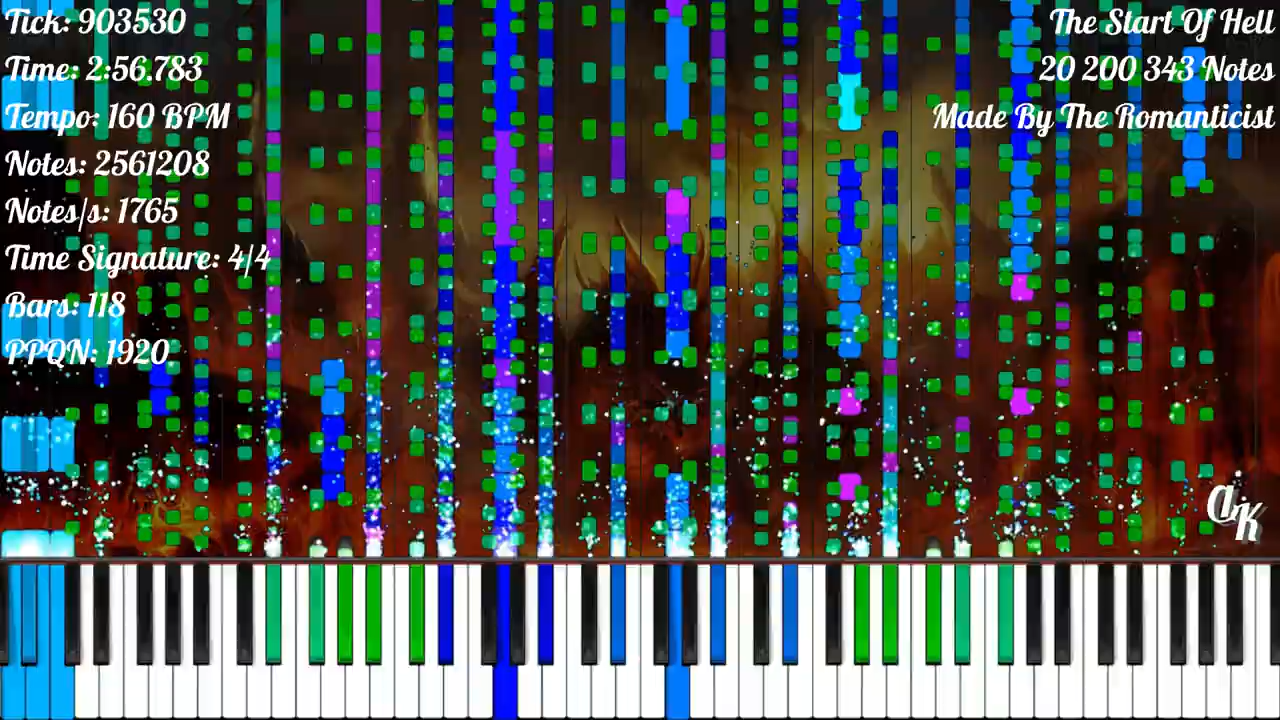 Tick: 903530
Time: 2:56.783
Tempo: 160 BPM
Notes: 2561208
Notes/s: 1765
Time Signature: 4/4
Bars: 118
PPQN: 1920
The Start Of Hell
20 200 343 Notes
Made By The Romanticist